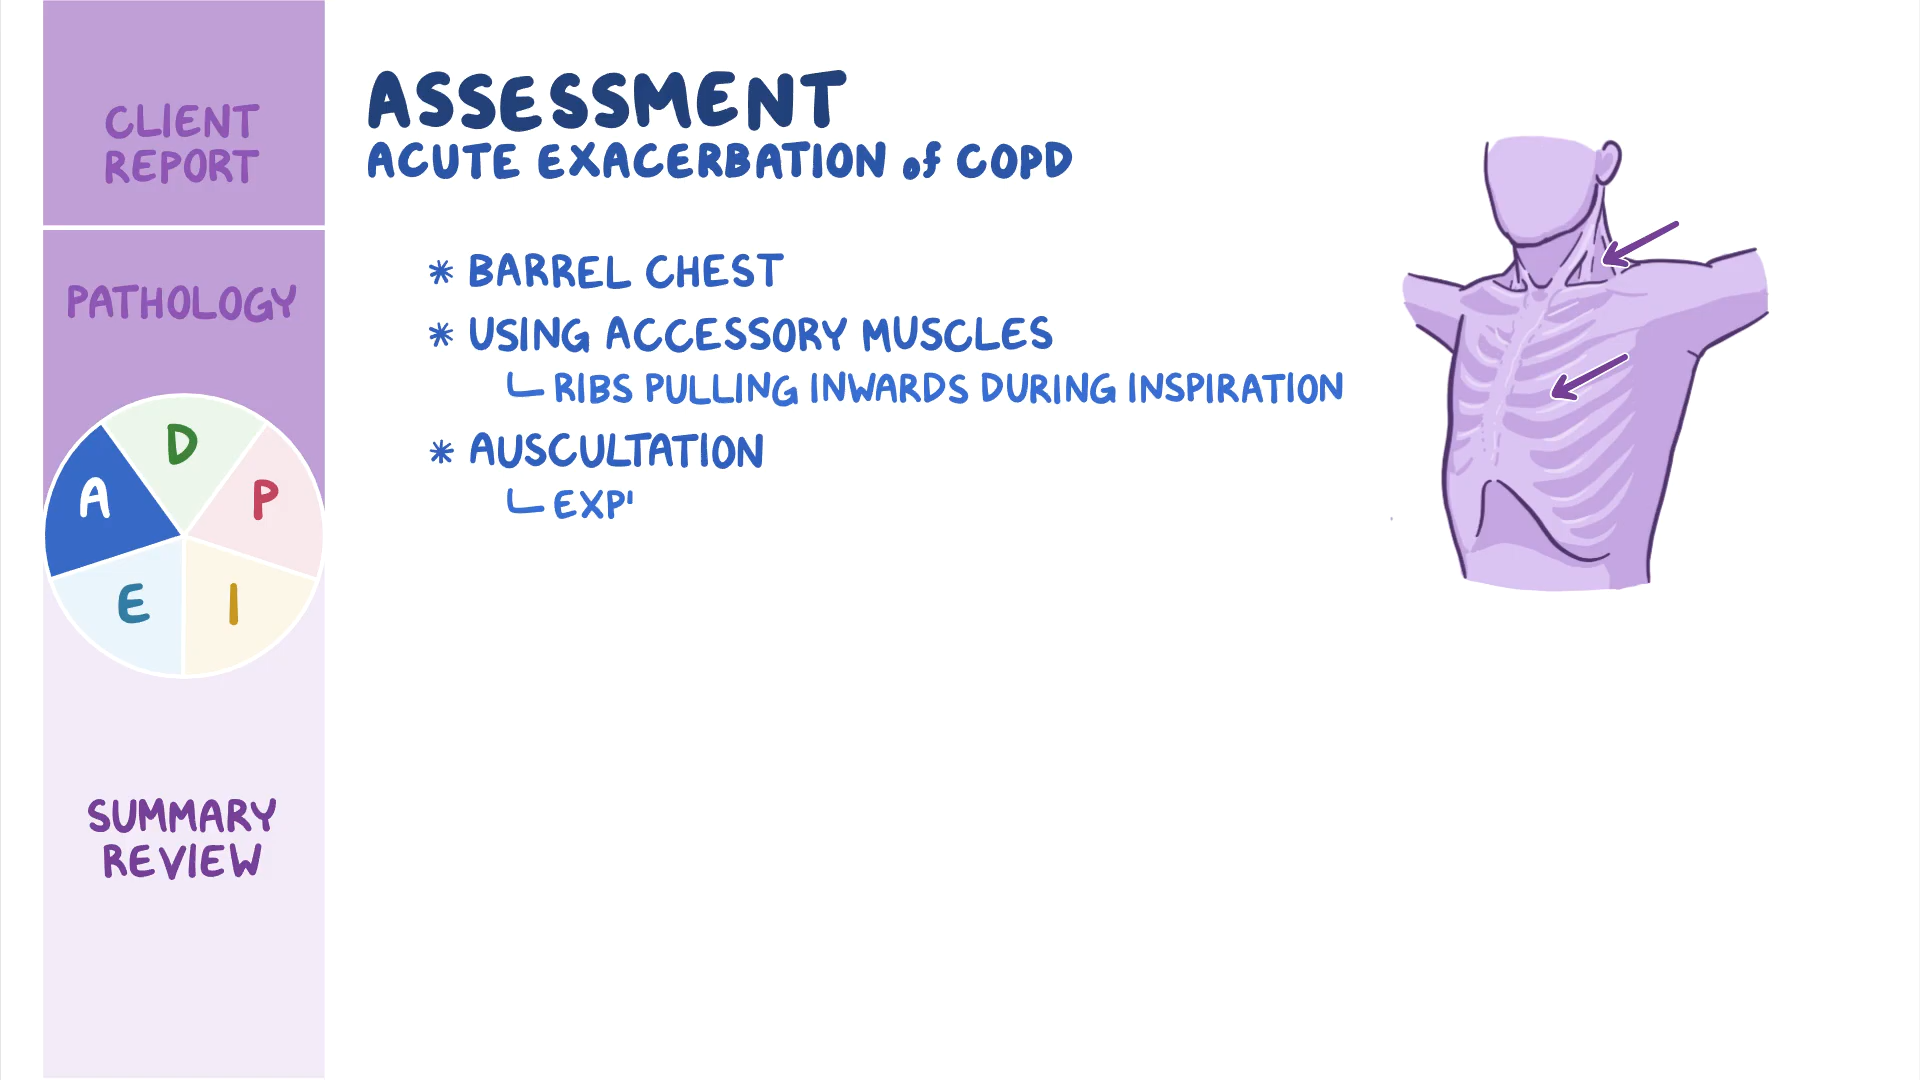 CLIENT
REPORT
PATHOLOGY
A
D
P
E
I
SUMMARY
REVIEW
ASSESSMENT
ACUTE EXACERBATION of COPD
* BARREL CHEST
* USING ACCESSORY MUSCLES
RIBS PULLING INWARDS DURING INSPIRATION
* AUSCULTATION
EXP'